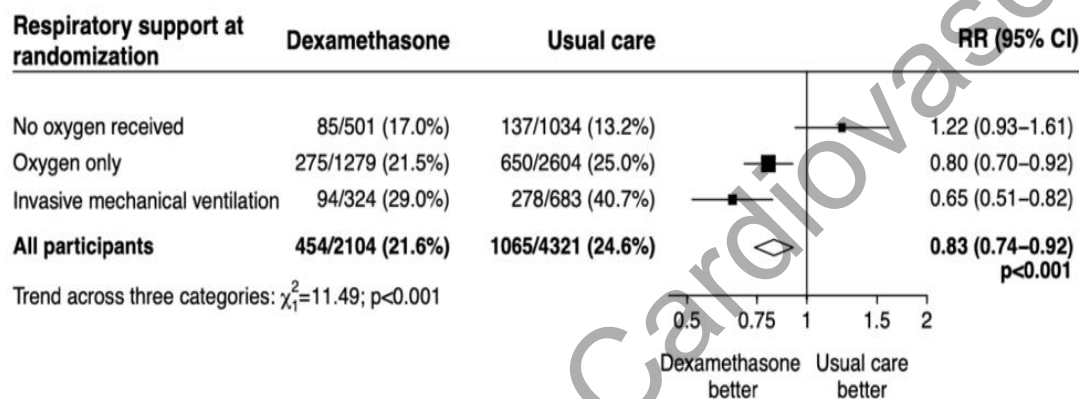 Respiratory support at randomization Dexamethasone Usual care RR (95% CI)
No oxygen received 85/501 (17.0%) 137/1034 (13.2%) 1.22 (0.93–1.61)
Oxygen only 275/1279 (21.5%) 650/2604 (25.0%) 0.80 (0.70–0.92)
Invasive mechanical ventilation 94/324 (29.0%) 278/683 (40.7%) 0.65 (0.51–0.82)
All participants 454/2104 (21.6%) 1065/4321 (24.6%) 0.83 (0.74–0.92)
p<0.001
Trend across three categories: χ²₁=11.49; p<0.001
0.5 0.75 1 1.5 2
Dexamethasone better Usual care better